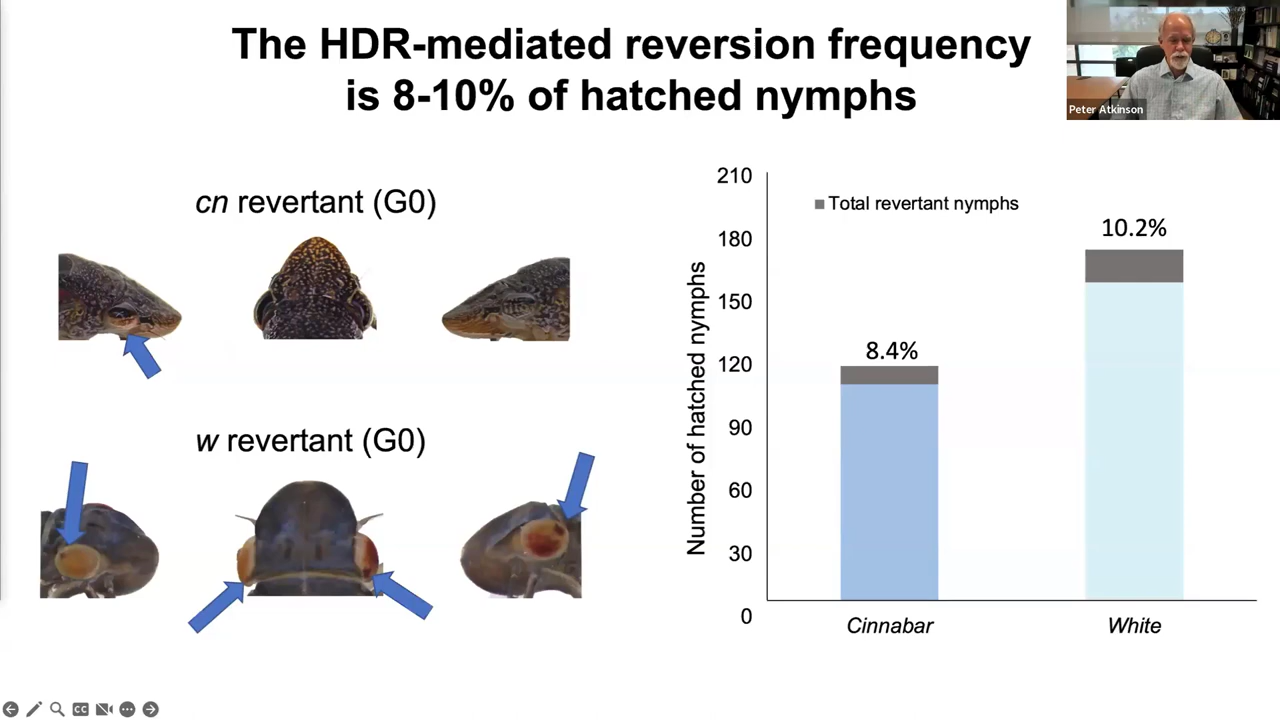 The HDR-mediated reversion frequency
is 8-10% of hatched nymphs
Peter Atkinson
cn revertant (G0)
w revertant (G0)
Number of hatched nymphs
210
180
150
120
90
60
30
0
Total revertant nymphs
8.4%
10.2%
Cinnabar
White
CC